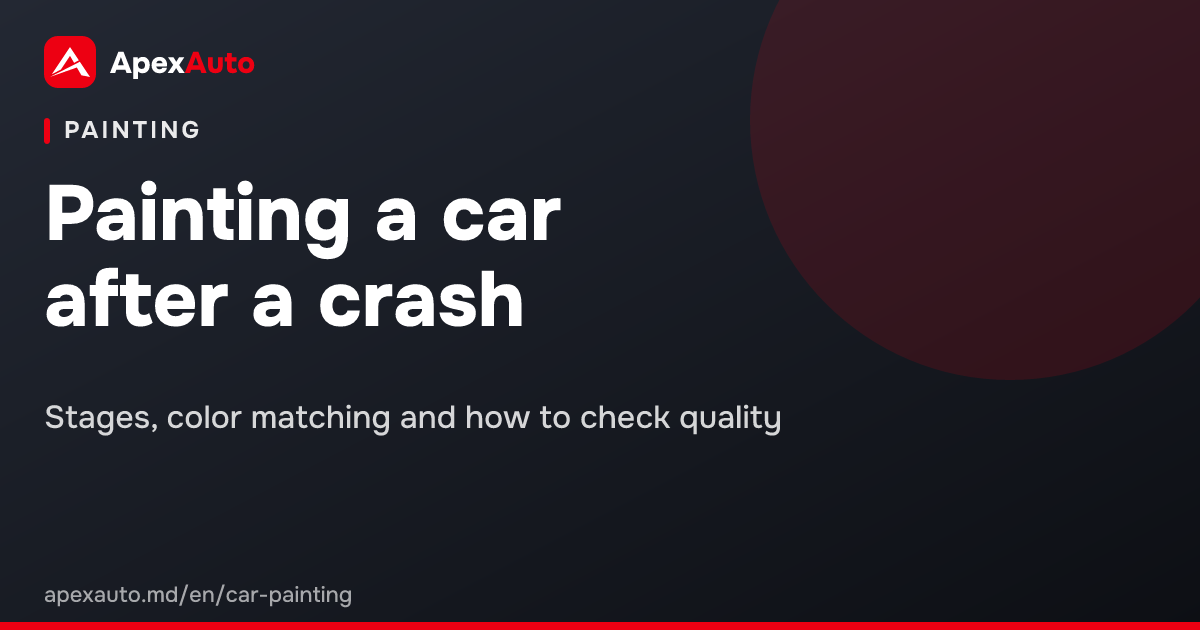 ApexAuto
PAINTING
Painting a car
after a crash
Stages, color matching and how to check quality
apexauto.md/en/car-painting